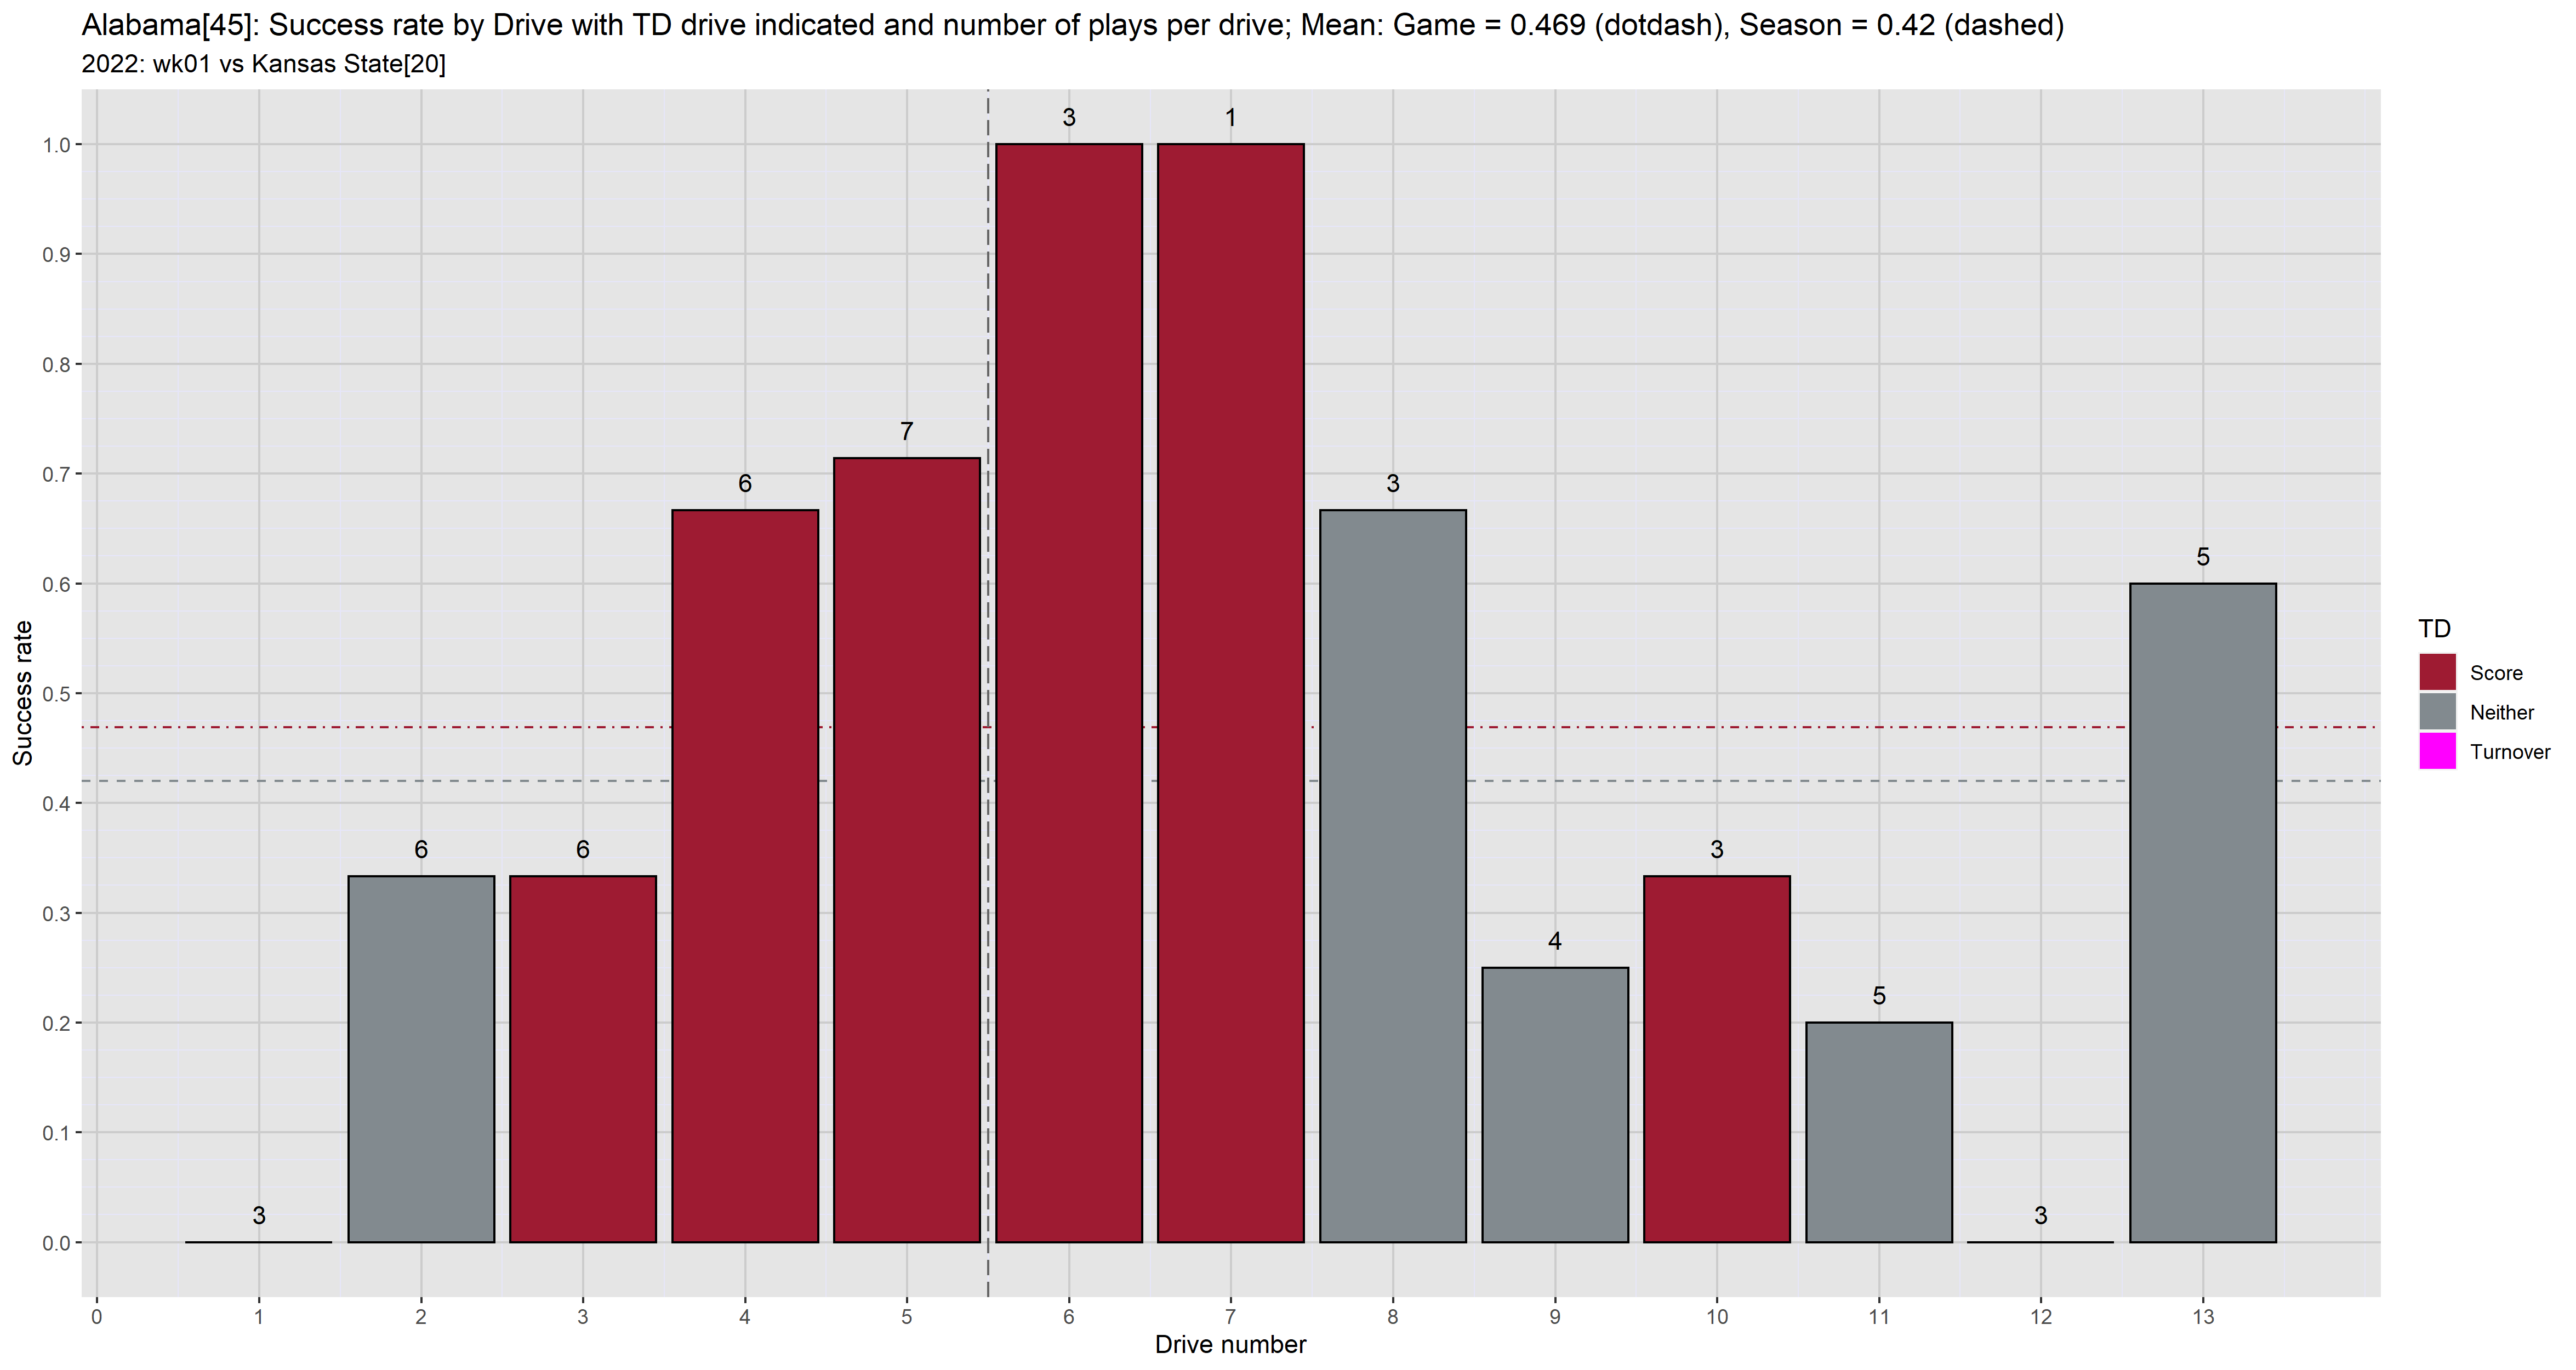 Alabama[45]: Success rate by Drive with TD drive indicated and number of plays per drive; Mean: Game = 0.469 (dotdash), Season = 0.42 (dashed)
2022: wk01 vs Kansas State[20]
3
1
1.0
0.9
0.8
7
0.7
6
3
5
0.6
0.5
0.4
6
6
3
0.3
4
5
0.2
0.1
3
3
0.0
Success rate
TD
Score
Neither
Turnover
0 1 2 3 4 5 6 7 8 9 10 11 12 13
Drive number